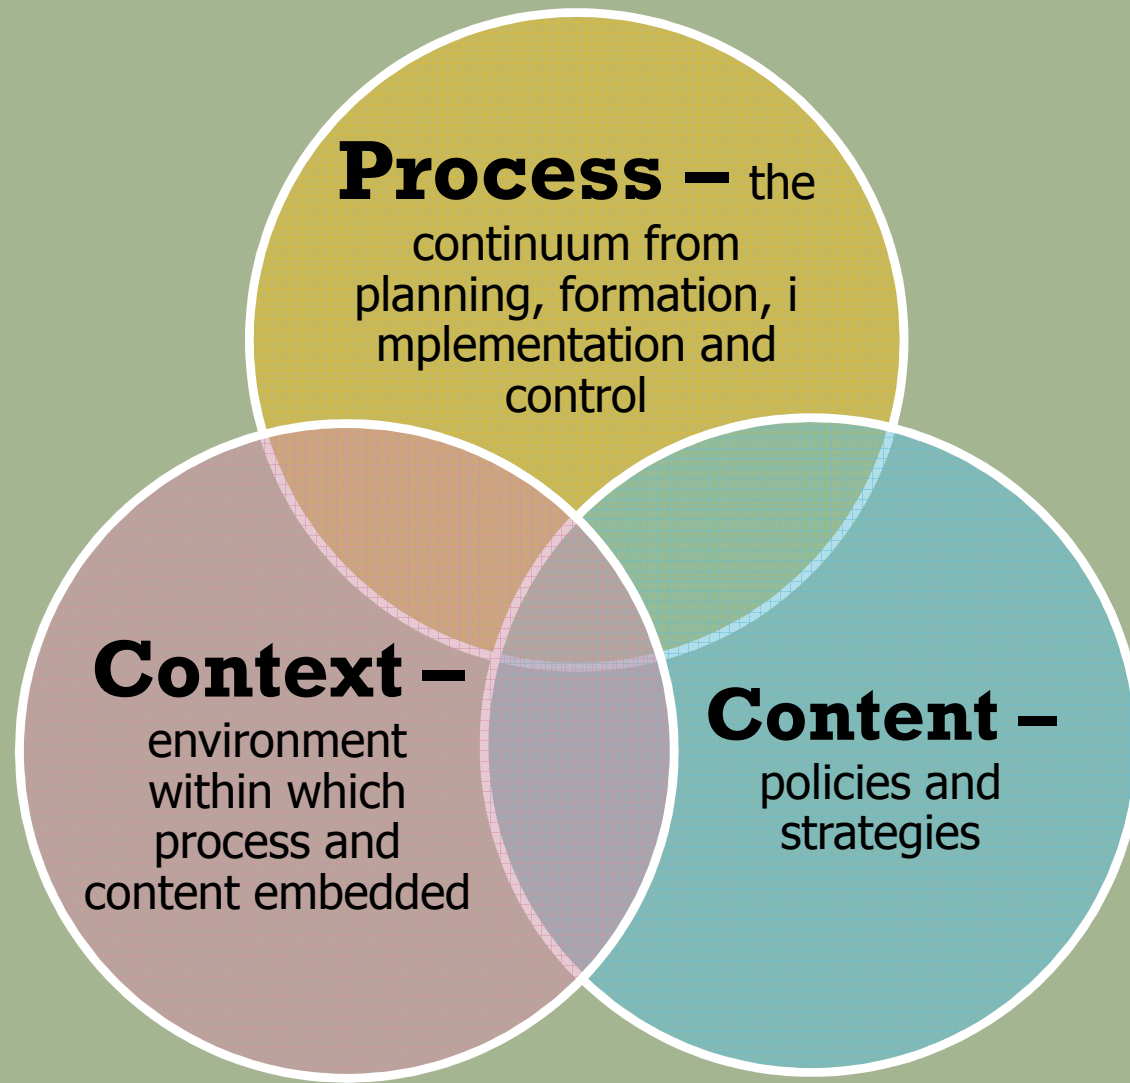 Process – the
continuum from
planning, formation, i
mplementation and
control
Context –
environment
within which
process and
content embedded
Content –
policies and
strategies